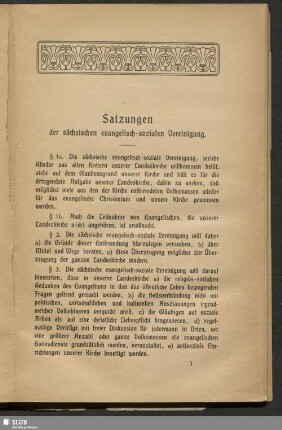 Satzungen
der sächsischen evangelisch-sozialen Vereinigung.
§ 1a. Die sächsische evangelisch-soziale Vereinigung, welche
Glieder aus allen Kreisen unserer Landeskirche willkommen heißt,
steht auf dem Glaubensgrund unserer Kirche und hält es für die
dringendste Aufgabe unserer Landeskirche, dahin zu wirken, daß
möglichst viele aus den der Kirche entfremdeten Volksmassen wieder
für das evangelische Christentum und unsere Kirche gewonnen
werden.
§ 1b. Auch die Teilnahme von Evangelischen, die unserer
Landeskirche nicht angehören, ist erwünscht.
§ 2. Die sächsische evangelisch-soziale Vereinigung will daher
a) die Gründe dieser Entfremdung klarzulegen versuchen, b) über
Mittel und Wege beraten, c) diese Überzeugung möglichst zur Über-
zeugung der ganzen Landeskirche machen.
§ 3. Die sächsische evangelisch-soziale Vereinigung will darauf
hinwirken, dass in unserer Landeskirche a) die religiös-sittlichen
Gedanken des Evangeliums in den das öffentliche Leben bewegenden
Fragen geltend gemacht werden, b) die Heilsverkündung nicht mit
politischen, wirtschaftlichen und kulturellen Anschauungen irgend-
welcher Volksklassen verquickt wird, c) die Gläubigen auf soziale
Arbeit als auf eine christliche Liebespflicht hingewiesen, d) regel-
mäßige Vorträge mit freier Diskussion für jedermann in Orten, wo
eine größere Anzahl oder ganze Volksmassen die evangelischen
Gottesdienste grundsätzlich meiden, veranstaltet, e) antisoziale Ein-
richtungen unserer Kirche beseitigt werden.
1
SLUB